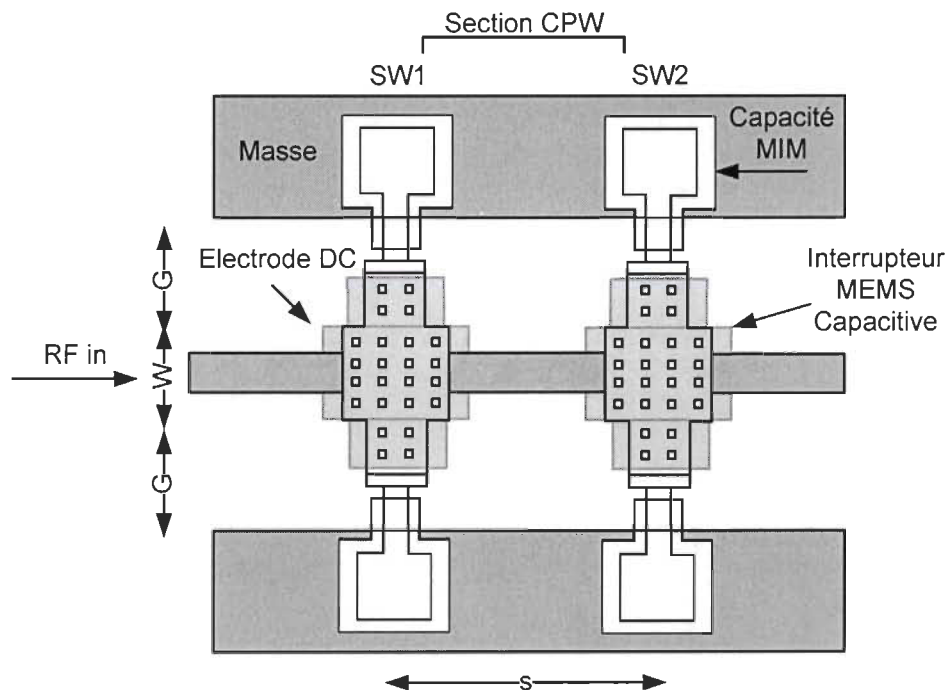 Section CPW
SW1
SW2
Masse
Capacité
MIM
Electrode DC
Interrupteur
MEMS
Capacitive
RF in
G
W
G
s